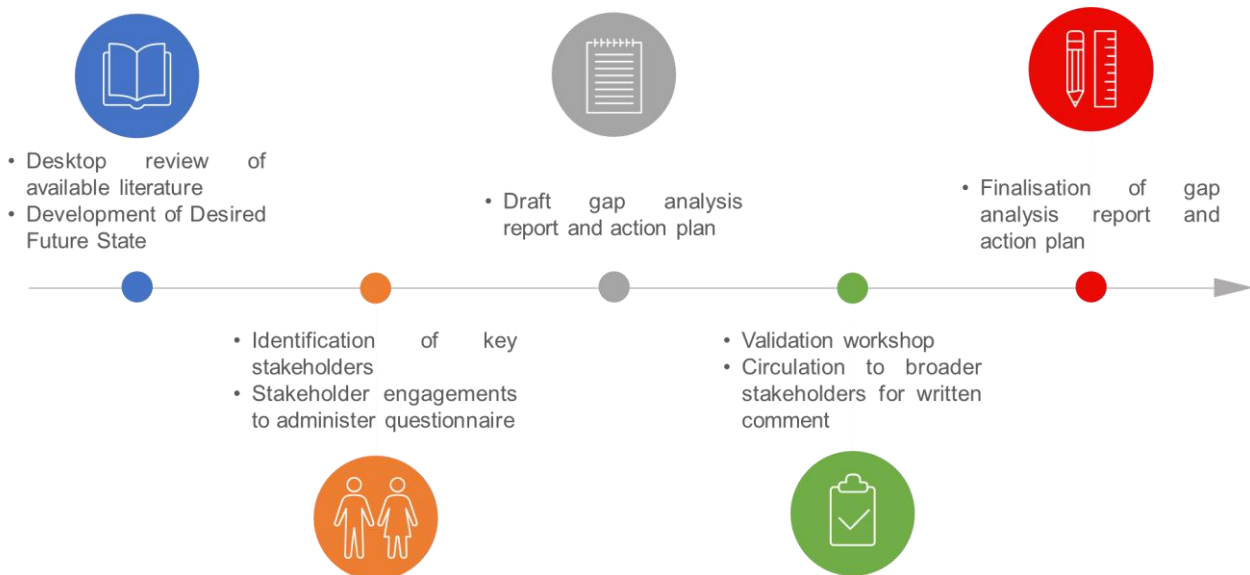 • Desktop review of
available literature
• Development of Desired
Future State
• Identification of key
stakeholders
• Stakeholder engagements
to administer questionnaire
• Draft gap analysis
report and action plan
• Validation workshop
• Circulation to broader
stakeholders for written
comment
• Finalisation of gap
analysis report and
action plan